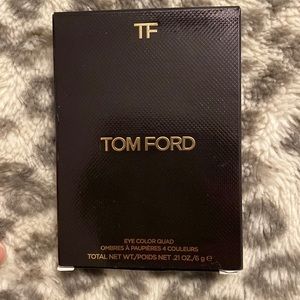 TF
TOM FORD
EYE COLOR QUAD
OMBRES À PAUPIÈRES 4 COULEURS
TOTAL NET WT./POIDS NET .21 OZ./6 g ℮